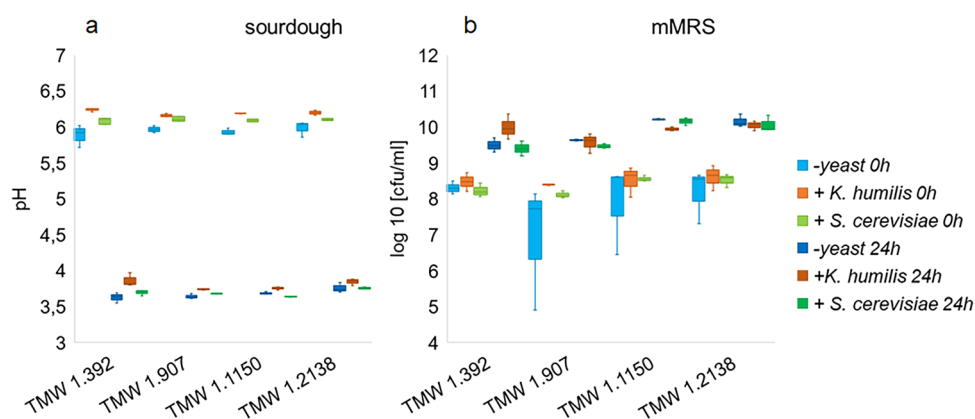 a sourdough
b mMRS
pH
7
6,5
6
5,5
5
4,5
4
3,5
3
TMW 1.392
TMW 1.907
TMW 1.1150
TMW 1.2138
log 10 [cfu/ml]
12
11
10
9
8
7
6
5
4
TMW 1.392
TMW 1.907
TMW 1.1150
TMW 1.2138
-yeast 0h
+ K. humilis 0h
+ S. cerevisiae 0h
-yeast 24h
+K. humilis 24h
+ S. cerevisiae 24h